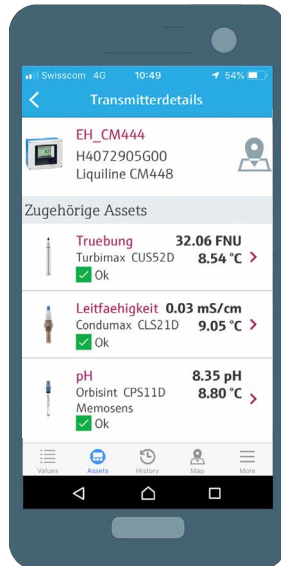 Swisscom 4G 10:49 54%
Transmitterdetails
EH_CM444
H4072905G00
Liquiline CM448
Zugehörige Assets
Truebung 32.06 FNU
Turbimax CUS52D 8.54 °C
Ok
Leitfaehigkeit 0.03 mS/cm
Condumax CLS21D 9.05 °C
Ok
pH 8.35 pH
Orbisint CPS11D 8.80 °C
Memosens
Ok
Values Assets History Map More